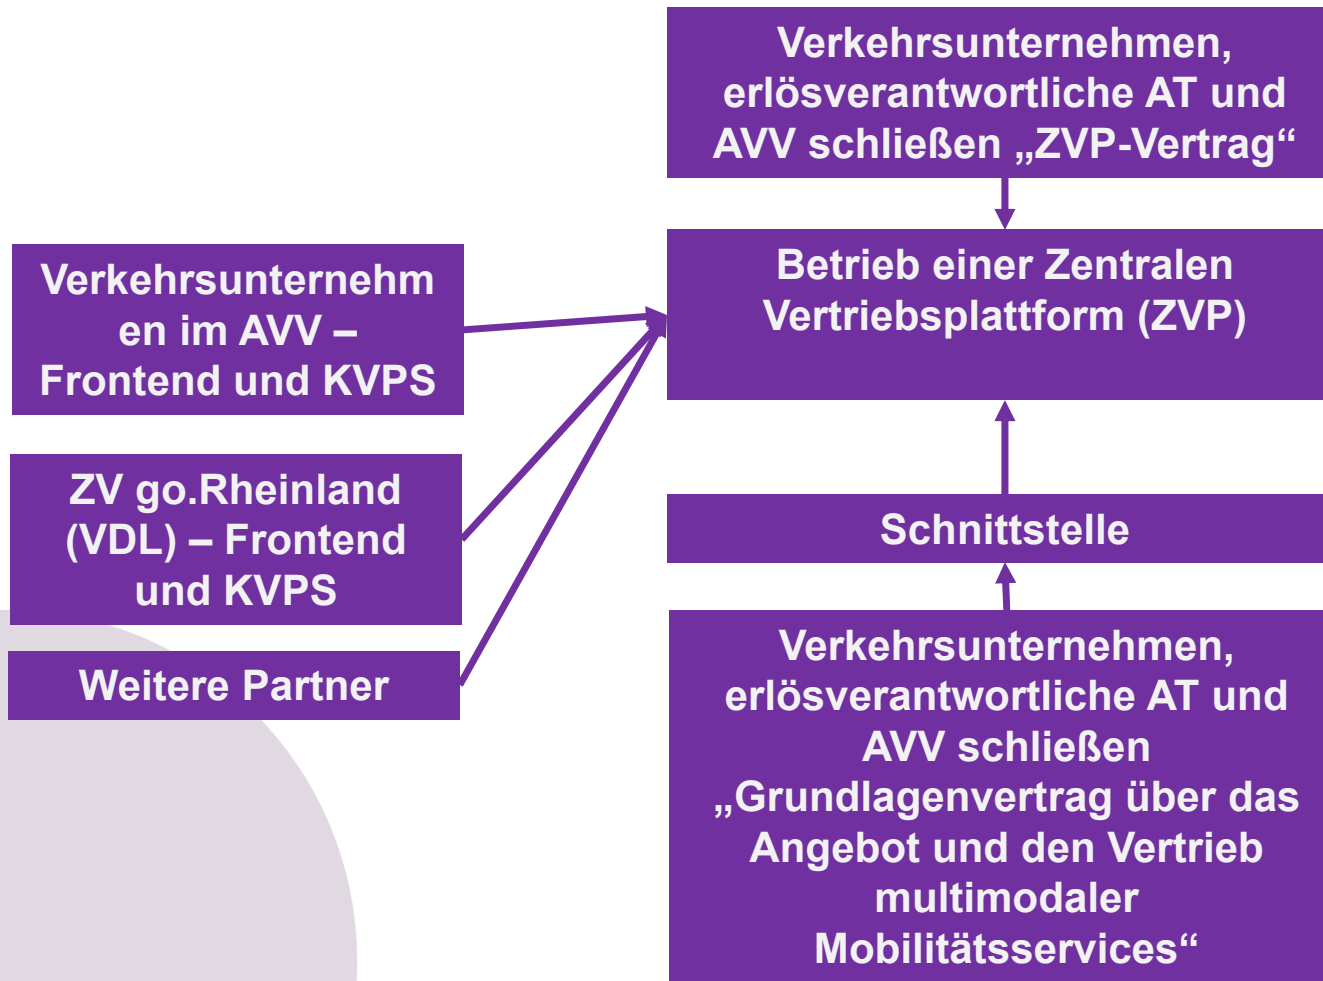 Verkehrsunternehmen,
erlösverantwortliche AT und
AVV schließen „ZVP-Vertrag“
Betrieb einer Zentralen
Vertriebsplattform (ZVP)
Verkehrsunternehm
en im AVV –
Frontend und KVPS
ZV go.Rheinland
(VDL) – Frontend
und KVPS
Weitere Partner
Schnittstelle
Verkehrsunternehmen,
erlösverantwortliche AT und
AVV schließen
„Grundlagenvertrag über das
Angebot und den Vertrieb
multimodaler
Mobilitätsservices“